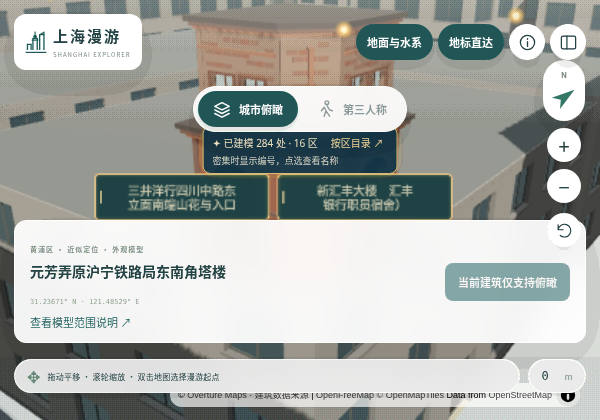 上海漫游
SHANGHAI EXPLORER
地面与水系
地标直达
N
城市俯瞰
第三人称
✦ 已建模 284 处 · 16 区 按区目录 ↗
密集时显示编号，点选查看名称
三井洋行四川中路东
立面南端山花与入口
新汇丰大楼 汇丰
银行职员宿舍）
黄浦区 · 近似定位 · 外观模型
元芳弄原沪宁铁路局东南角塔楼
31.23671° N · 121.48529° E
查看模型范围说明 ↗
当前建筑仅支持俯瞰
拖动平移 · 滚轮缩放 · 双击地图选择漫游起点
0 m
© Overture Maps · 建筑数据来源 | OpenFreeMap © OpenMapTiles Data from OpenStreetMap